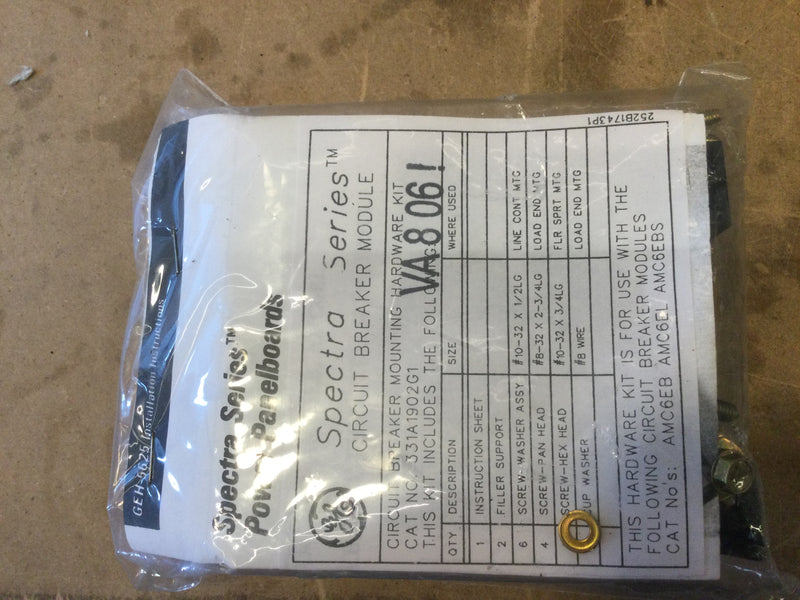 GEH-5625 Installation Instructions
Spectra Series™
Power Panelboards
Spectra Series™
CIRCUIT BREAKER MODULE
CIRCUIT BREAKER MOUNTING HARDWARE KIT
CAT NO. 331A1902G1
THIS KIT INCLUDES THE FOLLOWING:
VA806!
QTY DESCRIPTION SIZE WHERE USED
1 INSTRUCTION SHEET
2 FILLER SUPPORT
6 SCREW-WASHER ASSY #10-32 X 1/2LG LINE CONT MTG
4 SCREW-PAN HEAD #8-32 X 2-3/4LG LOAD END MTG
SCREW-HEX HEAD #10-32 X 3/4LG FLR SPRT MTG
CUP WASHER #8 WIRE LOAD END MTG
THIS HARDWARE KIT IS FOR USE WITH THE
FOLLOWING CIRCUIT BREAKER MODULES
CAT No's: AMC6EB AMC6EL AMC6EBS
252B1743P1